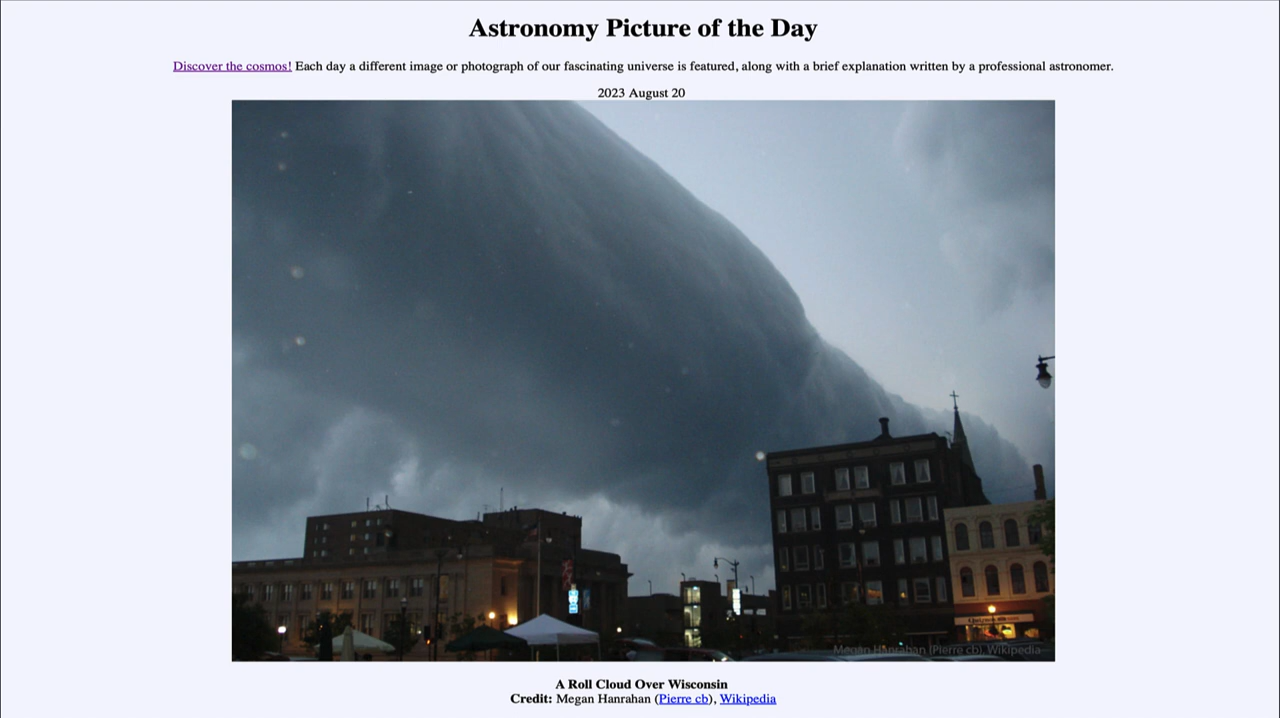 Astronomy Picture of the Day
Discover the cosmos! Each day a different image or photograph of our fascinating universe is featured, along with a brief explanation written by a professional astronomer.
2023 August 20
Megan Hanrahan (Pierre cb), Wikipedia
A Roll Cloud Over Wisconsin
Credit: Megan Hanrahan (Pierre cb), Wikipedia